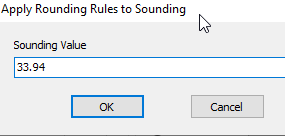 Apply Rounding Rules to Sounding
Sounding Value
33.94
OK
Cancel